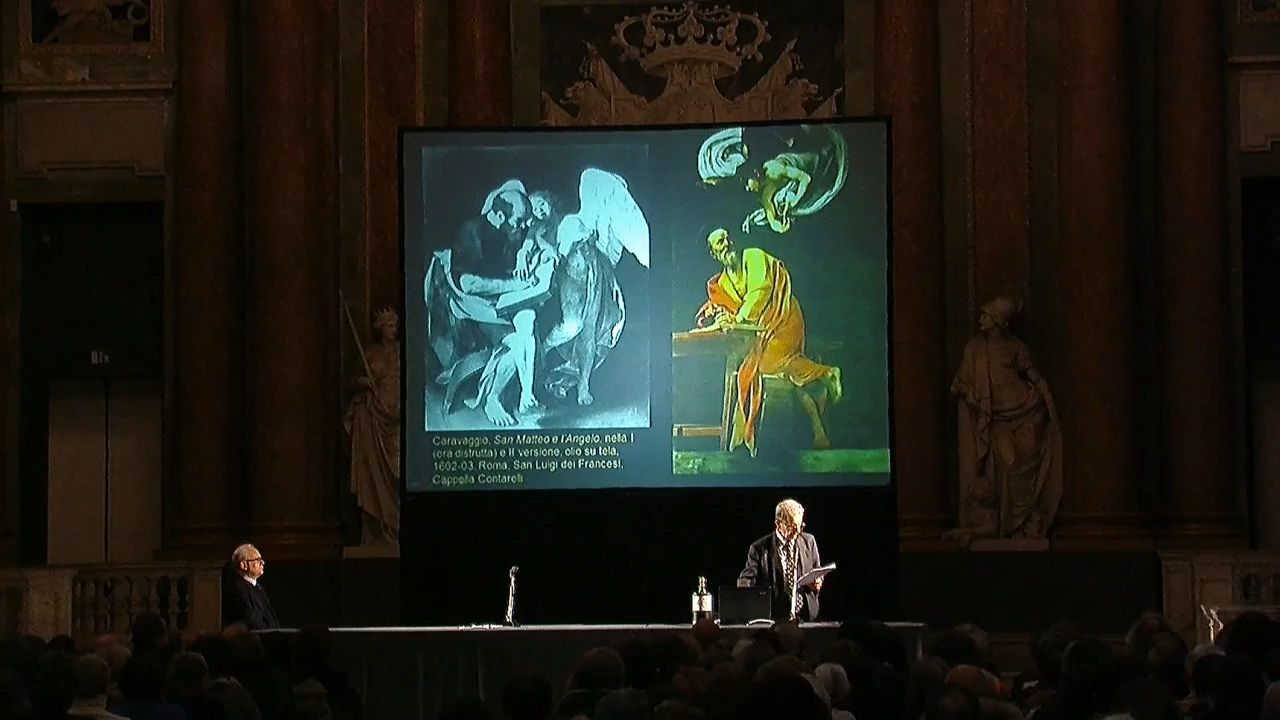 Caravaggio, San Matteo e l'Angelo, nella I
(ora distrutta) e II versione, olio su tela,
1602-03, Roma, San Luigi dei Francesi,
Cappella Contarelli